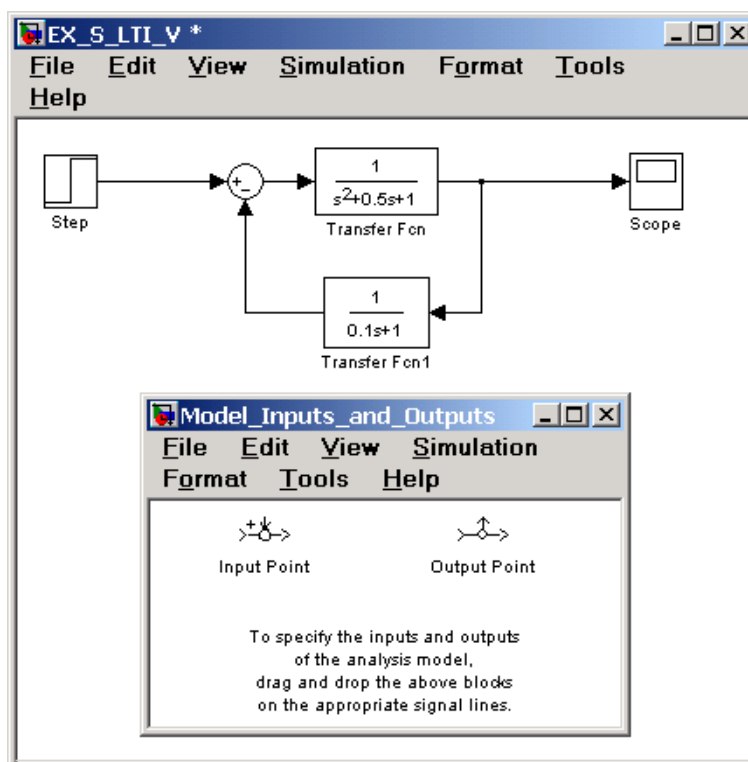 EX_S_LTI_V *
File Edit View Simulation Format Tools
Help
Step
+
-
1
s2+0.5s+1
Transfer Fcn
Scope
1
0.1s+1
Transfer Fcn1
Model_Inputs_and_Outputs
File Edit View Simulation
Format Tools Help
+
Input Point Output Point
To specify the inputs and outputs
of the analysis model,
drag and drop the above blocks
on the appropriate signal lines.